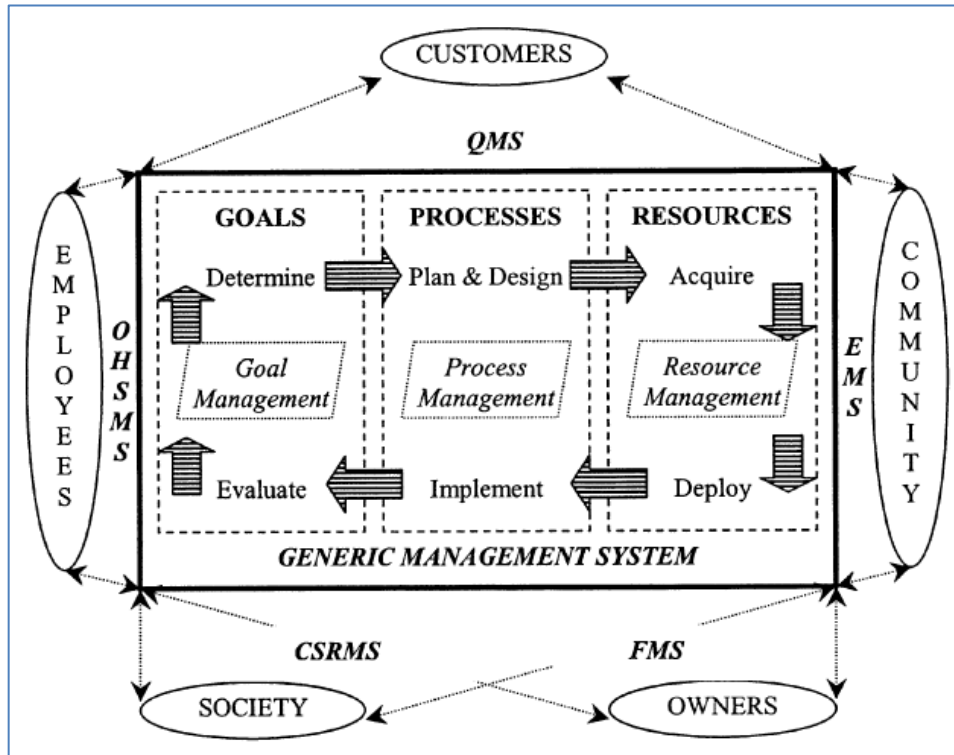 CUSTOMERS
QMS
GOALS PROCESSES RESOURCES
EMPLOYEES
COMMUNITY
Determine Plan & Design Acquire
OHSMS
EMS
Goal
Management
Process
Management
Resource
Management
Evaluate Implement Deploy
GENERIC MANAGEMENT SYSTEM
CSRMS FMS
SOCIETY OWNERS